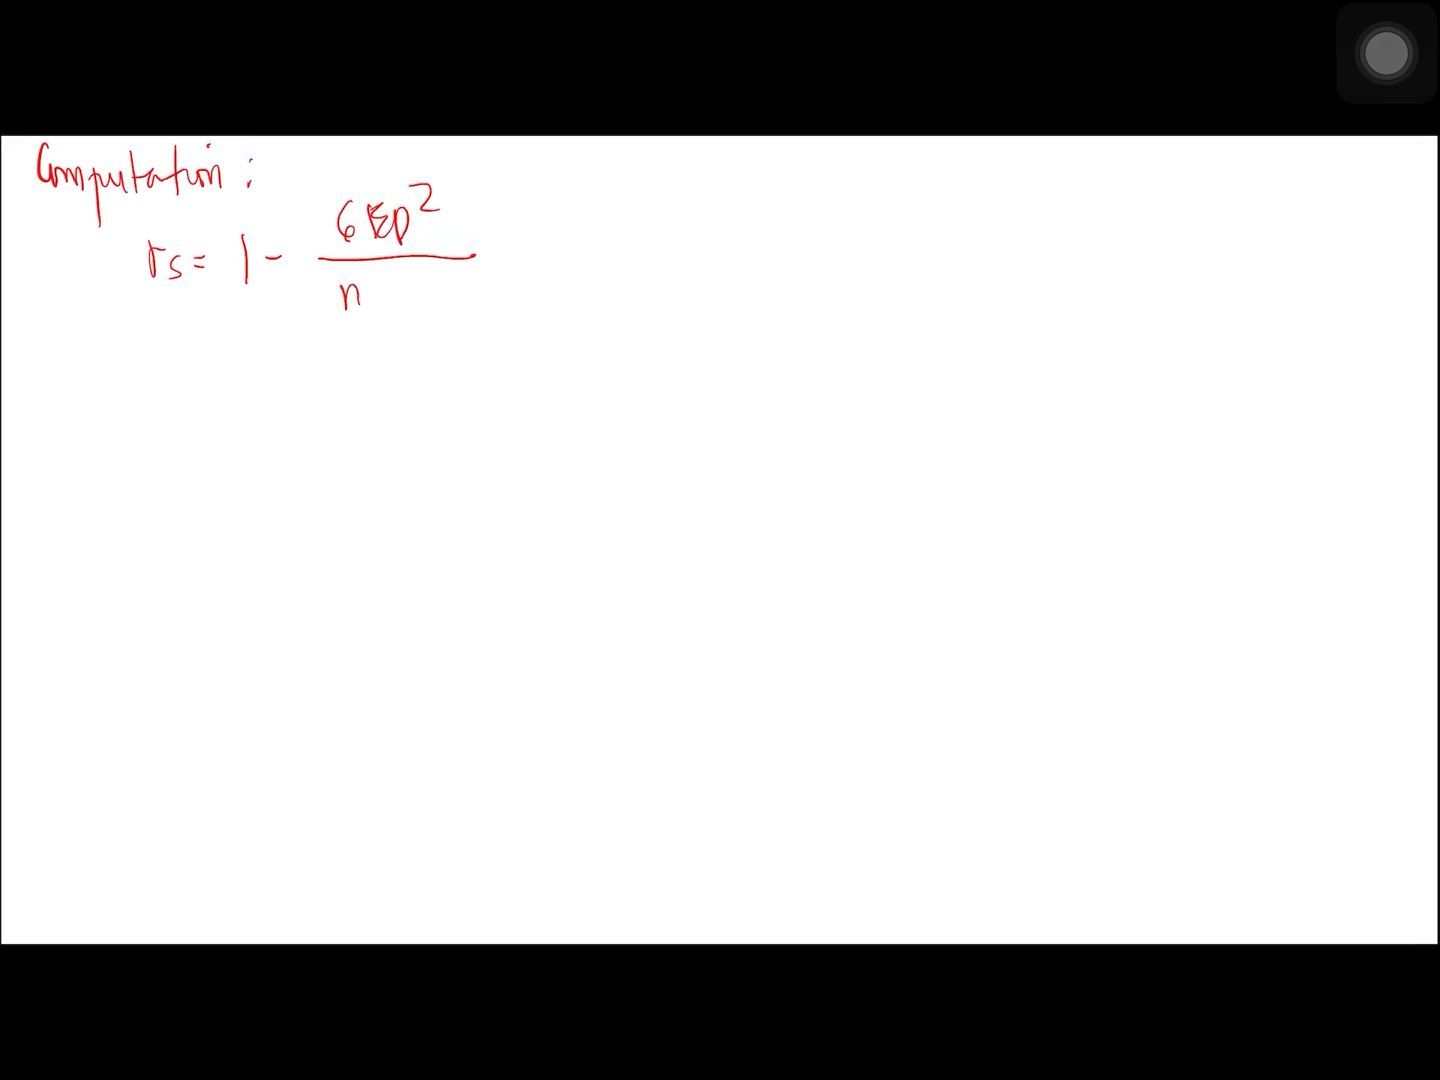 Computation:
rs = 1 - 6ΣD²
n